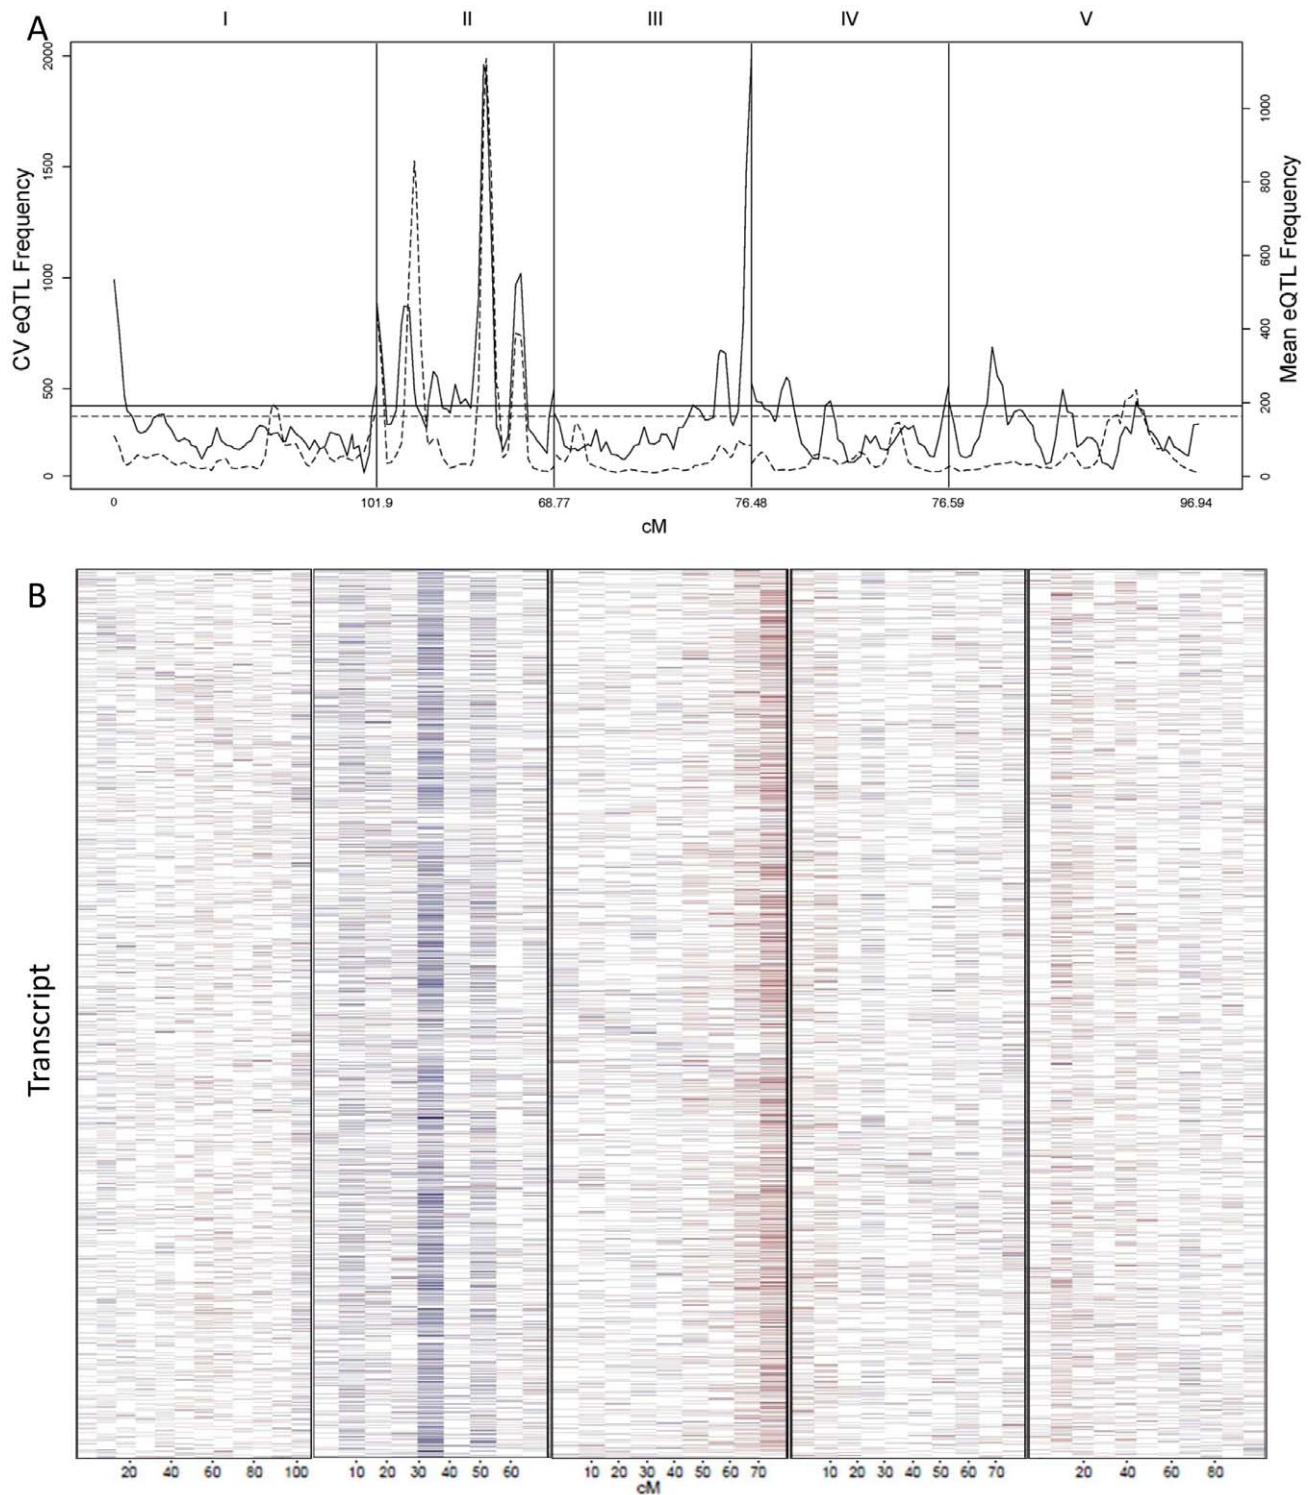 A
I II III IV V
CV eQTL Frequency
2000
1500
1000
500
0
Mean eQTL Frequency
1000
800
600
400
200
0
0 101.9 68.77 76.48 76.59 96.94
cM
B
Transcript
20 40 60 80 100 10 20 30 40 50 60 10 20 30 40 50 60 70 10 20 30 40 50 60 70 20 40 60 80
cM